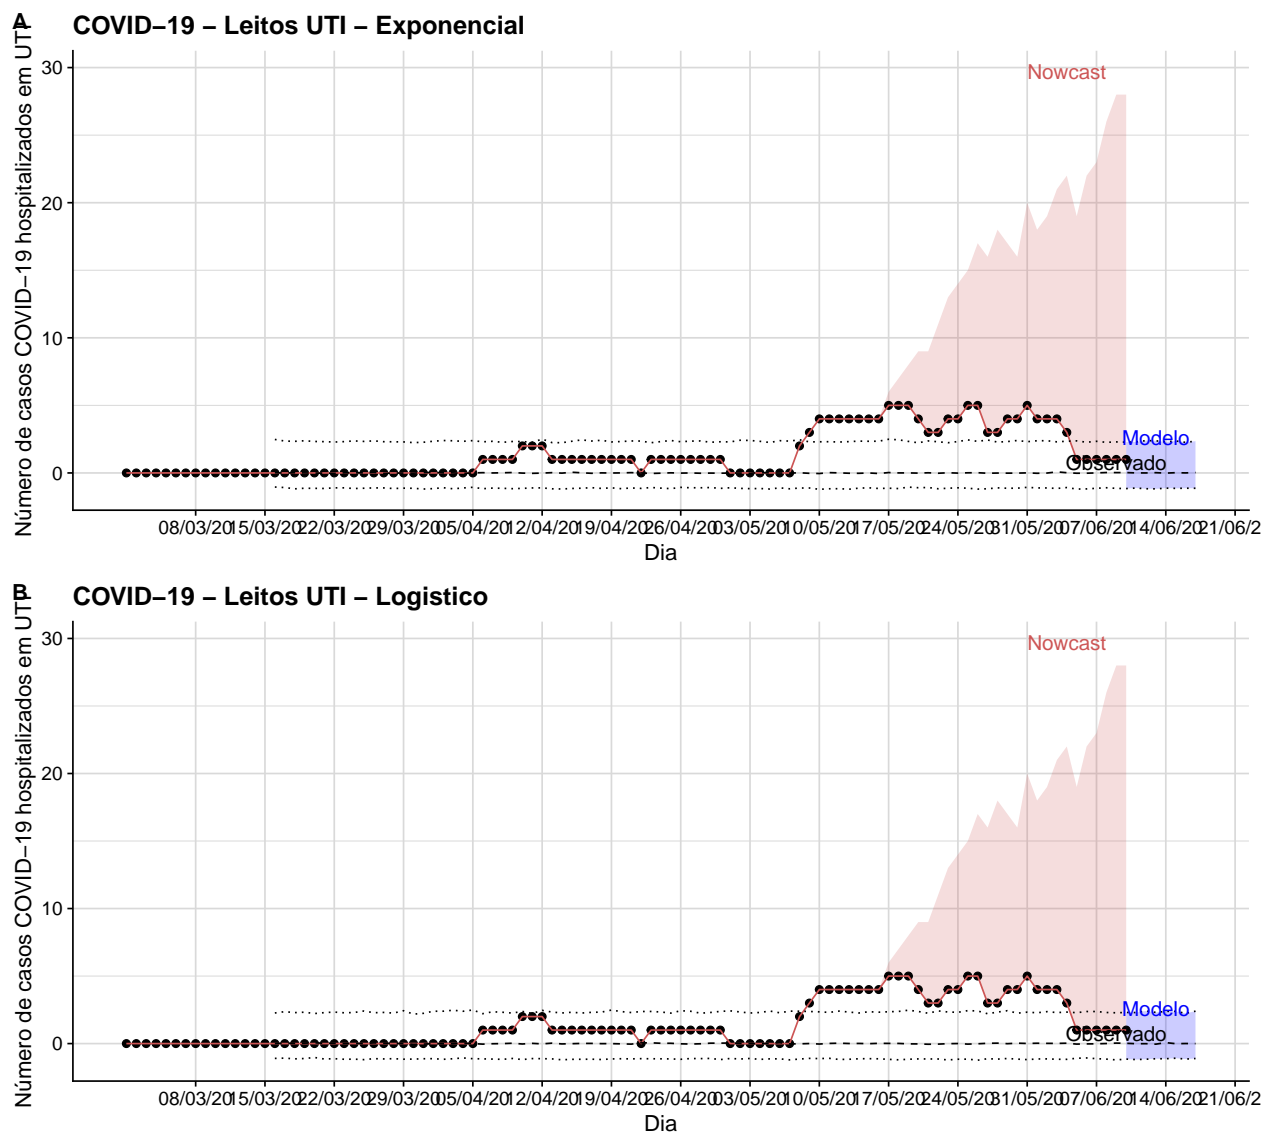 A
COVID–19 – Leitos UTI – Exponencial
Número de casos COVID–19 hospitalizados em UTI
30
20
10
0
Nowcast
Modelo
Observado
08/03/20 15/03/20 22/03/20 29/03/20 05/04/20 12/04/20 19/04/20 26/04/20 03/05/20 10/05/20 17/05/20 24/05/20 31/05/20 07/06/20 14/06/20 21/06/2
Dia
B
COVID–19 – Leitos UTI – Logistico
Número de casos COVID–19 hospitalizados em UTI
30
20
10
0
Nowcast
Modelo
Observado
08/03/20 15/03/20 22/03/20 29/03/20 05/04/20 12/04/20 19/04/20 26/04/20 03/05/20 10/05/20 17/05/20 24/05/20 31/05/20 07/06/20 14/06/20 21/06/2
Dia